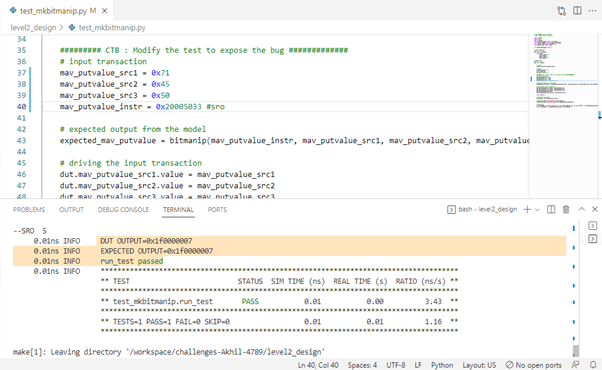 test_mkbitmanip.py M
level2_design > test_mkbitmanip.py
34
35 ######### CTB : Modify the test to expose the bug #############
36 # input transaction
37 mav_putvalue_src1 = 0x71
38 mav_putvalue_src2 = 0x45
39 mav_putvalue_src3 = 0x50
40 mav_putvalue_instr = 0x20005033 #sro
41
42 # expected output from the model
43 expected_mav_putvalue = bitmanip(mav_putvalue_instr, mav_putvalue_src1, mav_putvalue_src2, mav_putvalue
44
45 # driving the input transaction
46 dut.mav_putvalue_src1.value = mav_putvalue_src1
47 dut.mav_putvalue_src2.value = mav_putvalue_src2
48 dut.mav_putvalue_src3.value = mav_putvalue_src3
PROBLEMS OUTPUT DEBUG CONSOLE TERMINAL PORTS bash - level2_design
--SRO S
0.01ns INFO DUT OUTPUT=0x1f0000007
0.01ns INFO EXPECTED OUTPUT=0x1f0000007
0.01ns INFO run_test passed
0.01ns INFO **************************************************************************************
** TEST STATUS SIM TIME (ns) REAL TIME (s) RATIO (ns/s) **
**************************************************************************************
** test_mkbitmanip.run_test PASS 0.01 0.00 3.43 **
**************************************************************************************
** TESTS=1 PASS=1 FAIL=0 SKIP=0 0.01 0.01 1.16 **
**************************************************************************************
make[1]: Leaving directory '/workspace/challenges-Akhil-4789/level2_design'
Ln 40, Col 40 Spaces: 4 UTF-8 LF Python Layout: US No open ports